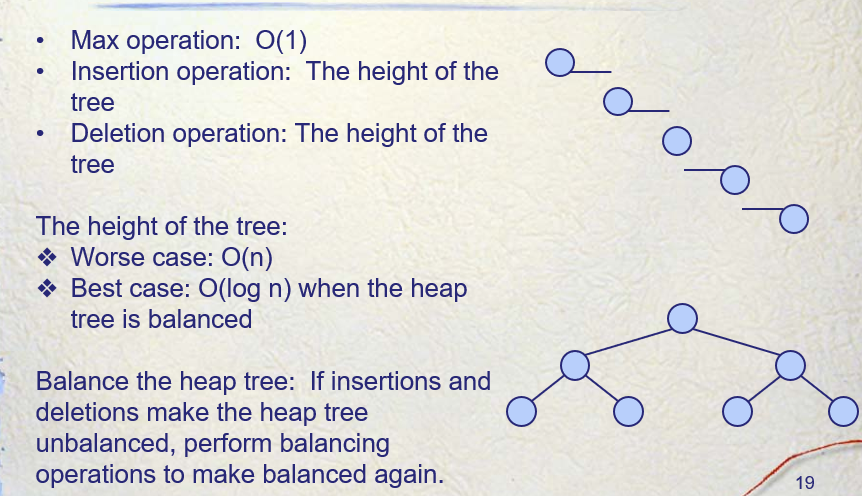 • Max operation:  O(1)
• Insertion operation:  The height of the
tree
• Deletion operation: The height of the
tree
The height of the tree:
❖ Worse case: O(n)
❖ Best case: O(log n) when the heap
tree is balanced
Balance the heap tree:  If insertions and
deletions make the heap tree
unbalanced, perform balancing
operations to make balanced again.
19